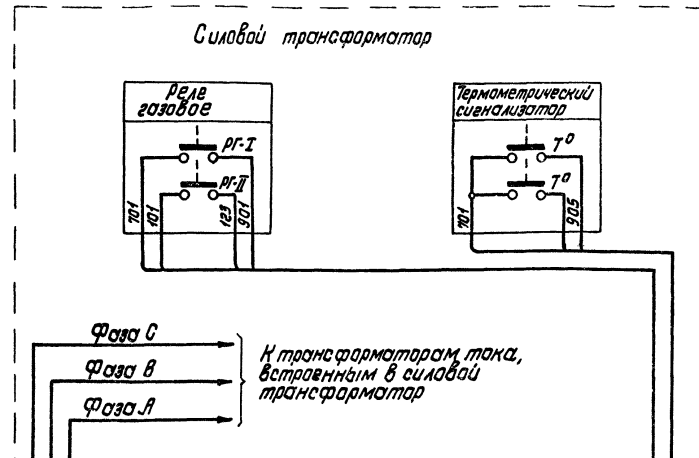 Силовой трансформатор
Реле
газовое
Термометрический
сигнализатор
РГ-I
РГ-II
701
101
123
901
T°
T°
701
905
Фаза С
Фаза В
Фаза А
К трансформаторам тока,
встроенным в силовой
трансформатор